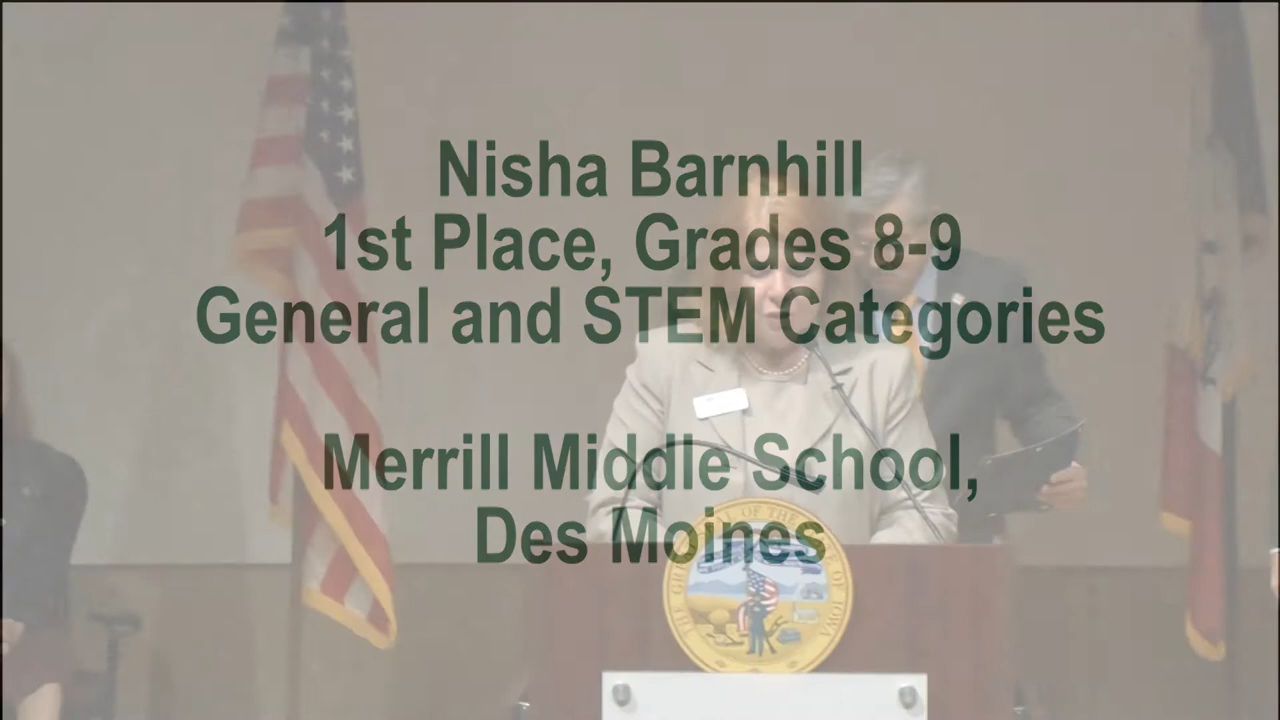 Nisha Barnhill
1st Place, Grades 8-9
General and STEM Categories
Merrill Middle School,
Des Moines